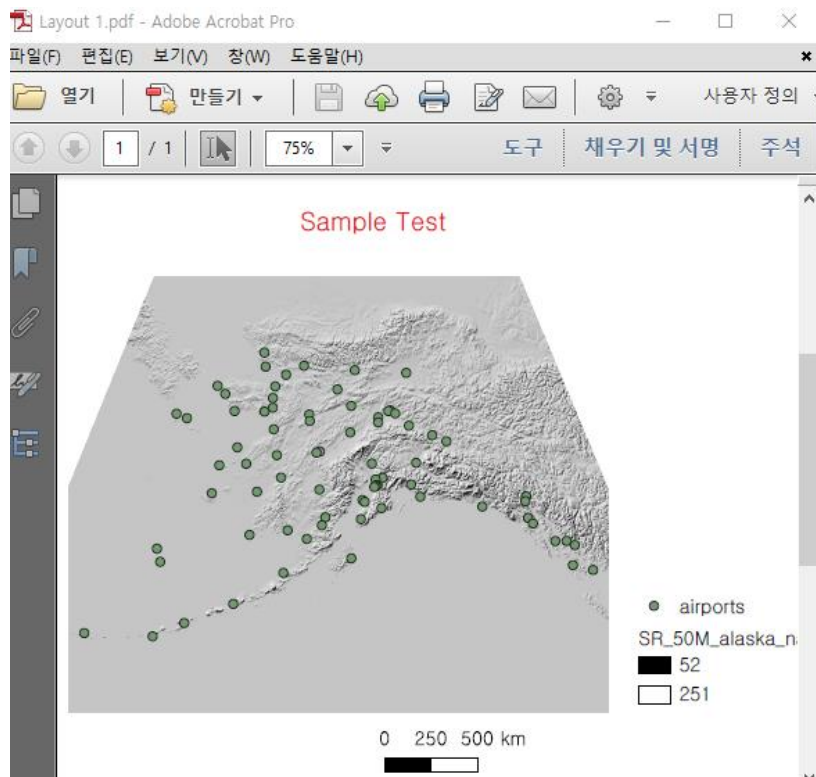 Layout 1.pdf - Adobe Acrobat Pro
파일(F) 편집(E) 보기(V) 창(W) 도움말(H)
열기 만들기 사용자 정의
1 / 1 75% 도구 채우기 및 서명 주석
Sample Test
airports
SR_50M_alaska_n
52
251
0 250 500 km